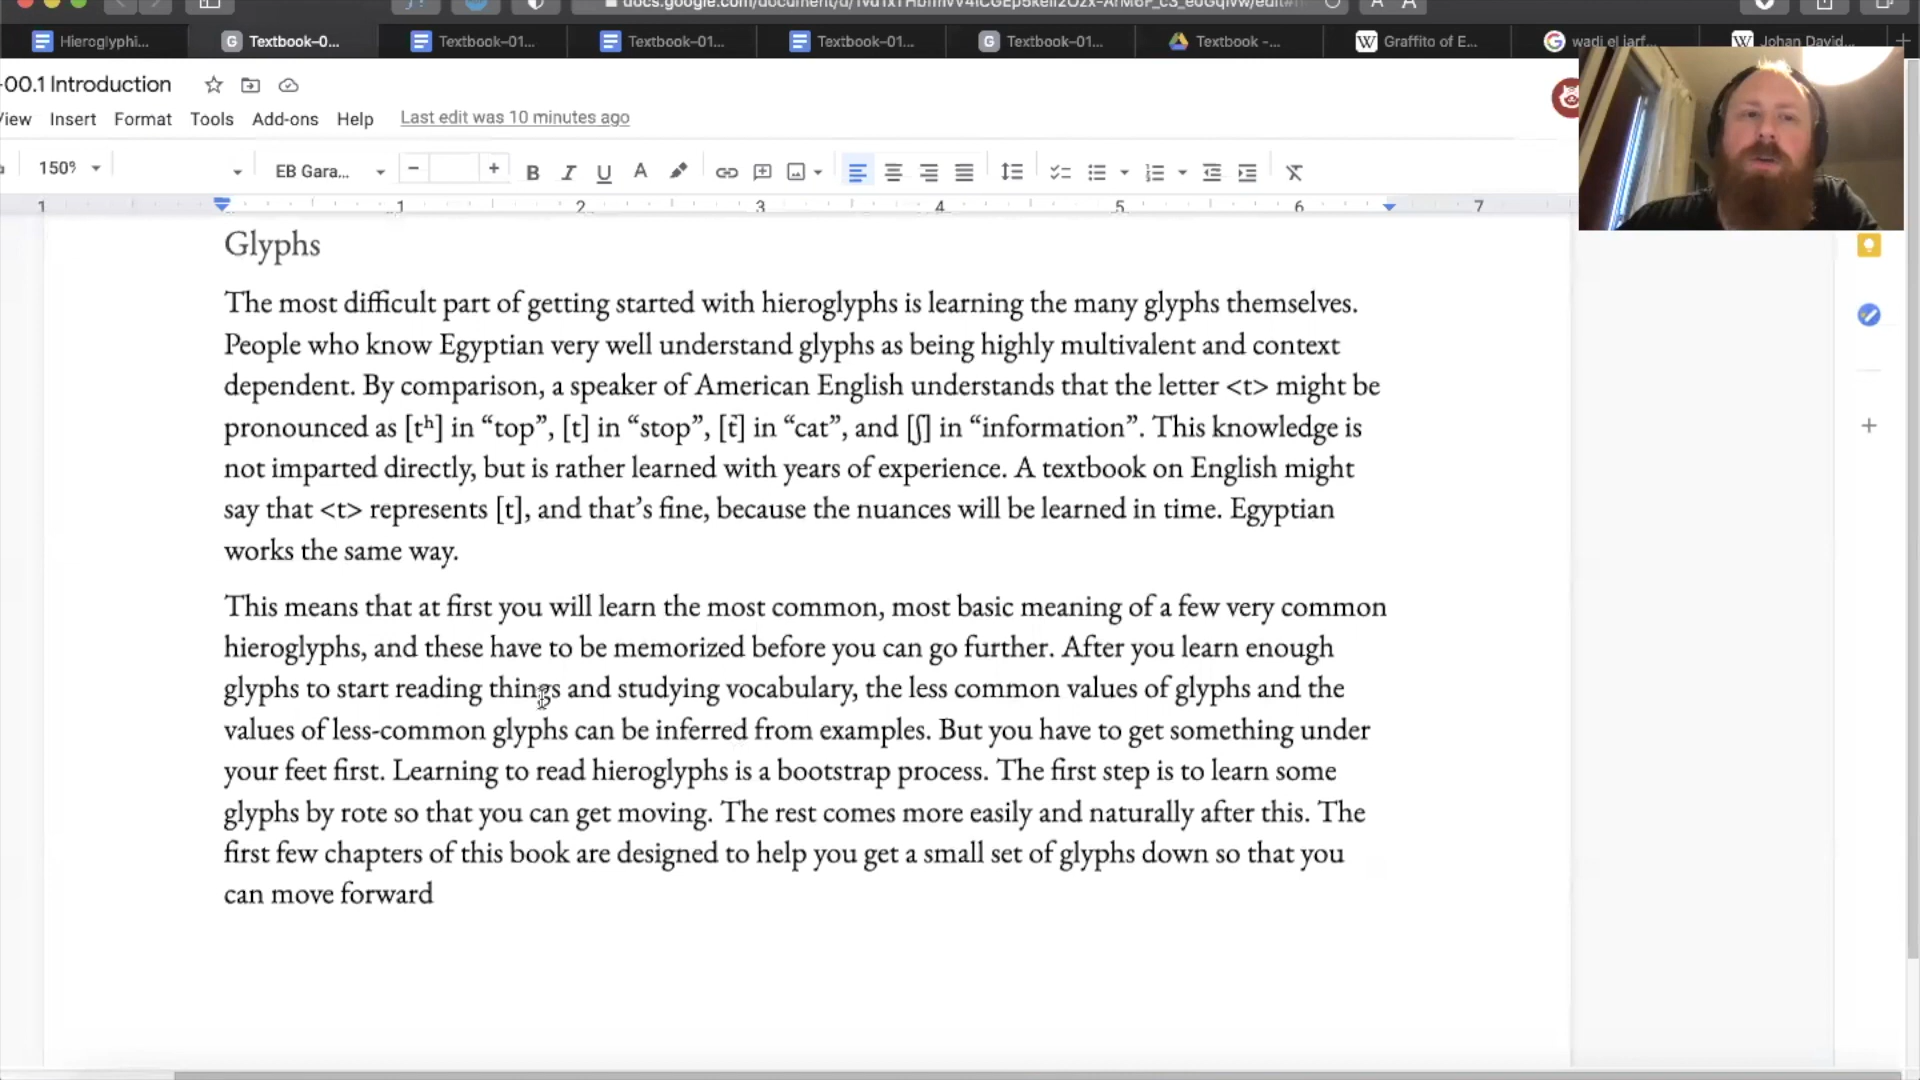 Hieroglyphi...
Textbook–0...
Textbook–01...
Textbook–01...
Textbook–01...
Textbook–01...
Textbook -...
Graffito of E...
wadi el jarf...
Johan David...
-00.1 Introduction
View Insert Format Tools Add-ons Help Last edit was 10 minutes ago
150% EB Gara... − + B I U A
1 1 2 3 4 5 6 7
Glyphs
The most difficult part of getting started with hieroglyphs is learning the many glyphs themselves.
People who know Egyptian very well understand glyphs as being highly multivalent and context
dependent. By comparison, a speaker of American English understands that the letter <t> might be
pronounced as [tʰ] in “top”, [t] in “stop”, [t̚] in “cat”, and [ʃ] in “information”. This knowledge is
not imparted directly, but is rather learned with years of experience. A textbook on English might
say that <t> represents [t], and that’s fine, because the nuances will be learned in time. Egyptian
works the same way.
This means that at first you will learn the most common, most basic meaning of a few very common
hieroglyphs, and these have to be memorized before you can go further. After you learn enough
glyphs to start reading things and studying vocabulary, the less common values of glyphs and the
values of less-common glyphs can be inferred from examples. But you have to get something under
your feet first. Learning to read hieroglyphs is a bootstrap process. The first step is to learn some
glyphs by rote so that you can get moving. The rest comes more easily and naturally after this. The
first few chapters of this book are designed to help you get a small set of glyphs down so that you
can move forward